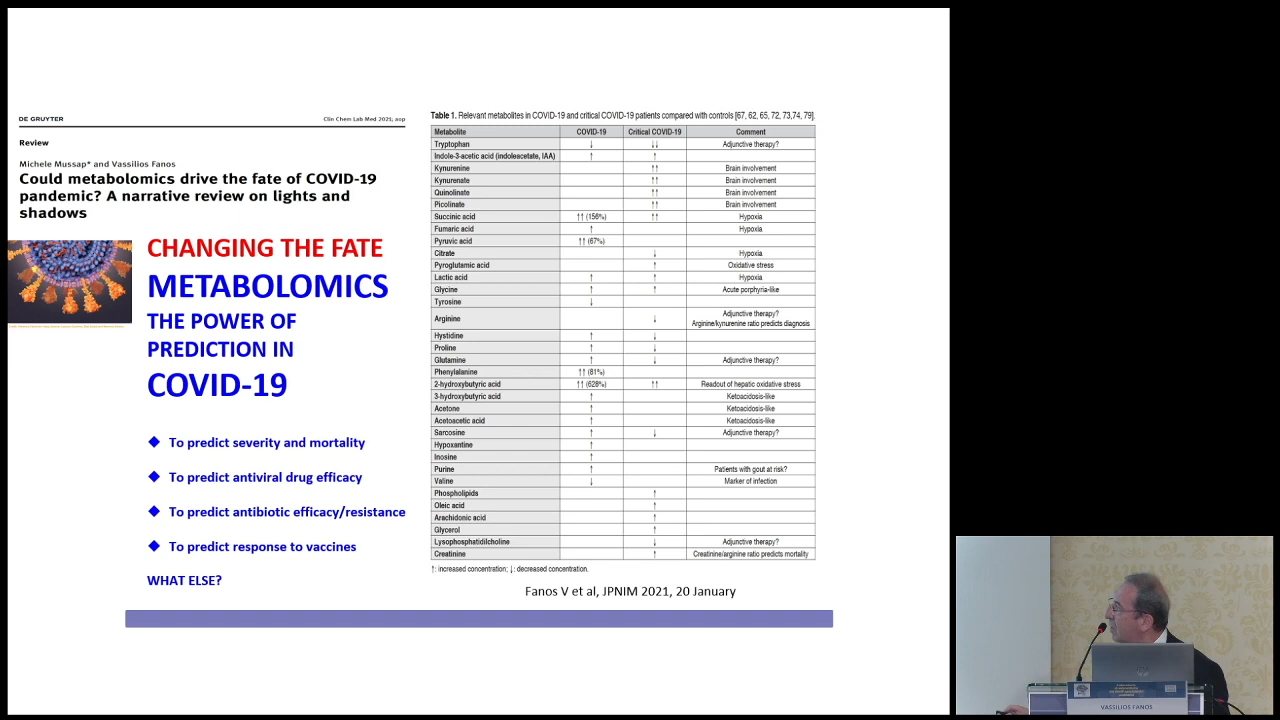 DE GRUYTER
Clin Chem Lab Med 2021; aop
Review
Michele Mussap* and Vassilios Fanos
Could metabolomics drive the fate of COVID-19
pandemic? A narrative review on lights and
shadows
CHANGING THE FATE
METABOLOMICS
THE POWER OF
PREDICTION IN
COVID-19
◆ To predict severity and mortality
◆ To predict antiviral drug efficacy
◆ To predict antibiotic efficacy/resistance
◆ To predict response to vaccines
WHAT ELSE?
Table 1. Relevant metabolites in COVID-19 and critical COVID-19 patients compared with controls [67, 62, 65, 72, 73,74, 79].
Metabolite COVID-19 Critical COVID-19 Comment
Tryptophan ↓ ↓↓ Adjunctive therapy?
Indole-3-acetic acid (indoleacetate, IAA) ↑ ↑
Kynurenine ↑↑ Brain involvement
Kynurenate ↑↑ Brain involvement
Quinolinate ↑↑ Brain involvement
Picolinate ↑↑ Brain involvement
Succinic acid ↑↑ (156%) ↑↑ Hypoxia
Fumaric acid ↑ Hypoxia
Pyruvic acid ↑↑ (67%)
Citrate ↓ Hypoxia
Pyroglutamic acid ↑ Oxidative stress
Lactic acid ↑ ↑ Hypoxia
Glycine ↑ ↑ Acute porphyria-like
Tyrosine ↓
Arginine ↓ Adjunctive therapy?
Arginine/kynurenine ratio predicts diagnosis
Hystidine ↑ ↓
Proline ↑ ↓
Glutamine ↑ ↓ Adjunctive therapy?
Phenylalanine ↑↑ (81%)
2-hydroxybutyric acid ↑↑ (628%) ↑↑ Readout of hepatic oxidative stress
3-hydroxybutyric acid ↑ Ketoacidosis-like
Acetone ↑ Ketoacidosis-like
Acetoacetic acid ↑ Ketoacidosis-like
Sarcosine ↑ ↓ Adjunctive therapy?
Hypoxantine ↑
Inosine ↑
Purine ↑ Patients with gout at risk?
Valine ↓ Marker of infection
Phospholipids ↑
Oleic acid ↑
Arachidonic acid ↑
Glycerol ↑
Lysophosphatidilcholine ↓ Adjunctive therapy?
Creatinine ↑ Creatinine/arginine ratio predicts mortality
↑: increased concentration; ↓: decreased concentration.
Fanos V et al, JPNIM 2021, 20 January
VASSILIOS FANOS